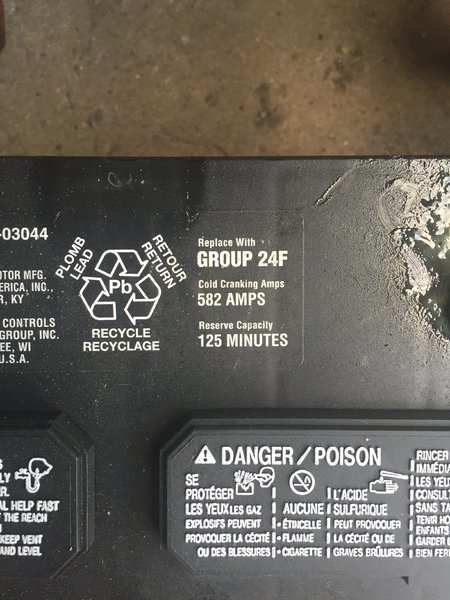 -03044
OTOR MFG.
ERICA, INC.,
R, KY
CONTROLS
GROUP, INC.
EE, WI
U.S.A.
PLOMB
LEAD
RETOUR
RETURN
Pb
RECYCLE
RECYCLAGE
Replace With
GROUP 24F
Cold Cranking Amps
582 AMPS
Reserve Capacity
125 MINUTES
S
LY
ER.
AL HELP FAST
F THE REACH
KEEP VENT
AND LEVEL
DANGER / POISON
SE
PROTÉGER
LES YEUX LES GAZ
EXPLOSIFS PEUVENT
PROVOQUER LA CÉCITÉ
OU DES BLESSURES
AUCUNE
• ÉTINCELLE
• FLAMME
• CIGARETTE
L'ACIDE
SULFURIQUE
PEUT PROVOQUER
LA CÉCITÉ OU DE
GRAVES BRÛLURES
RINCER
IMMÉDIA
LES YEU
CONSULT
SANS TA
TENIR HO
ENFANTS.
GARDER L
BIEN FER